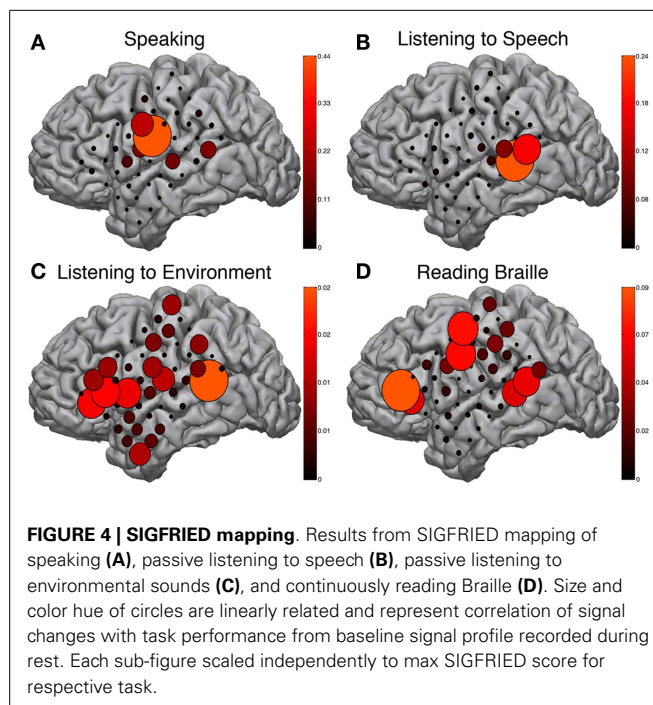 A Speaking
0.44
0.33
0.22
0.11
0
B Listening to Speech
0.24
0.18
0.12
0.08
0
C Listening to Environment
0.02
0.02
0.01
0.01
0
D Reading Braille
0.09
0.07
0.04
0.02
0
FIGURE 4 | SIGFRIED mapping. Results from SIGFRIED mapping of
speaking (A), passive listening to speech (B), passive listening to
environmental sounds (C), and continuously reading Braille (D). Size and
color hue of circles are linearly related and represent correlation of signal
changes with task performance from baseline signal profile recorded during
rest. Each sub-figure scaled independently to max SIGFRIED score for
respective task.